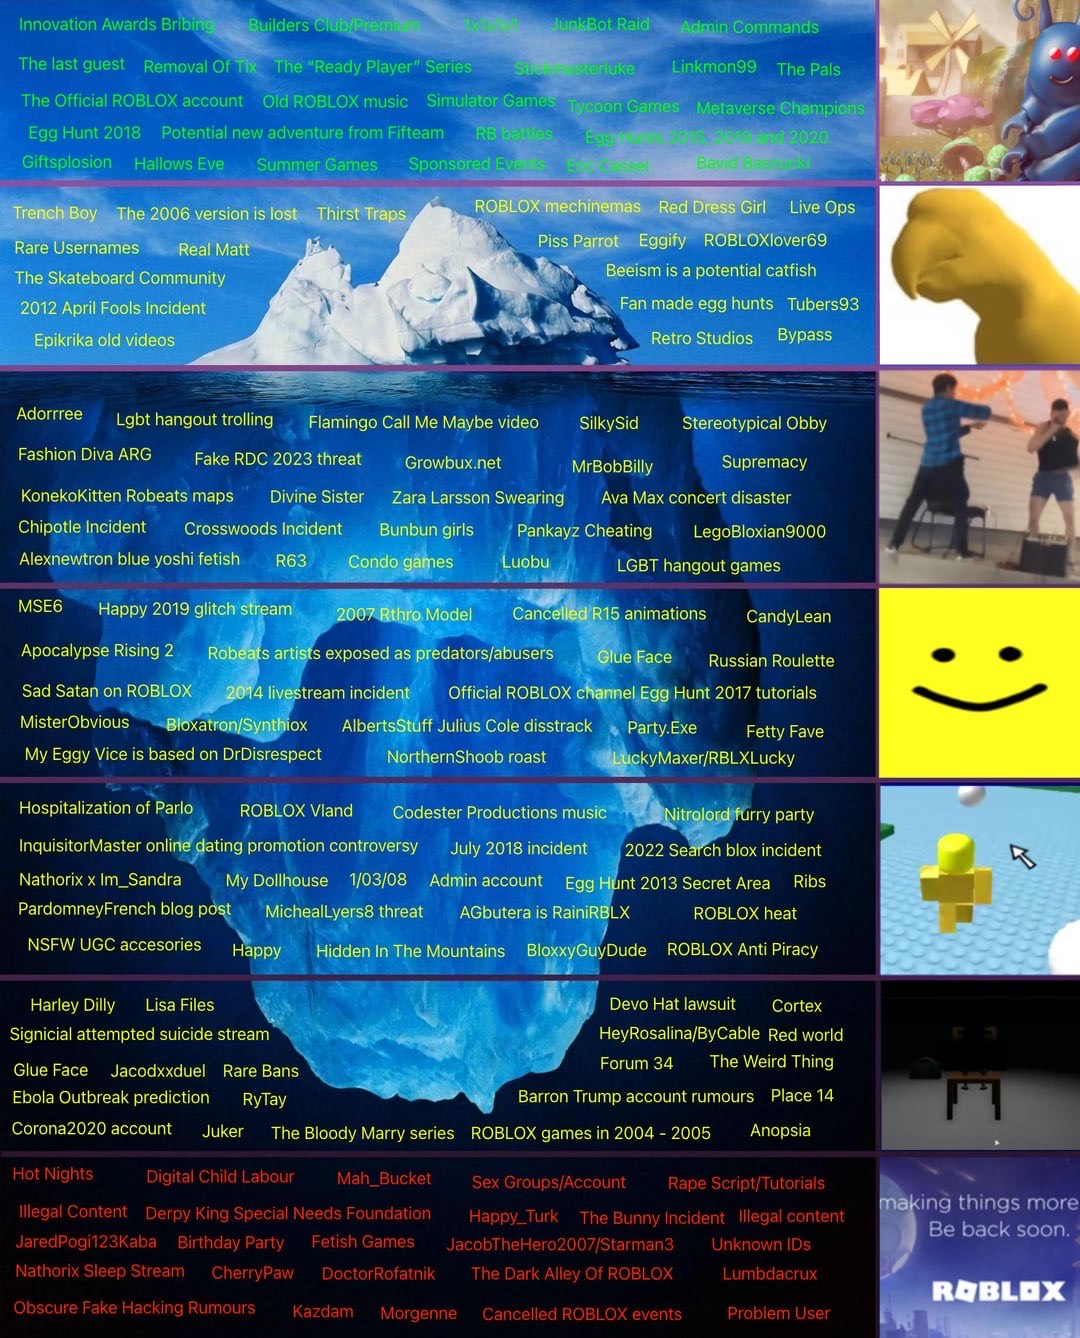 Innovation Awards Bribing Builders Club/Premium 1x1x1x1 JunkBot Raid Admin Commands
The last guest Removal Of Tix The “Ready Player” Series Stickmasterluke Linkmon99 The Pals
The Official ROBLOX account Old ROBLOX music Simulator Games Tycoon Games Metaverse Champions
Egg Hunt 2018 Potential new adventure from Fifteam RB battles Egg Hunts 2015, 2019 and 2020.
Giftsplosion Hallows Eve Summer Games Sponsored Events Eric Cassel David Baszucki
Trench Boy The 2006 version is lost Thirst Traps ROBLOX mechinemas Red Dress Girl Live Ops
Rare Usernames Real Matt Piss Parrot Eggify ROBLOXlover69
The Skateboard Community Beeism is a potential catfish
2012 April Fools Incident Fan made egg hunts Tubers93
Epikrika old videos Retro Studios Bypass
Adorrree Lgbt hangout trolling Flamingo Call Me Maybe video SilkySid Stereotypical Obby
Fashion Diva ARG Fake RDC 2023 threat Growbux.net MrBobBilly Supremacy
KonekoKitten Robeats maps Divine Sister Zara Larsson Swearing Ava Max concert disaster
Chipotle Incident Crosswoods Incident Bunbun girls Pankayz Cheating LegoBloxian9000
Alexnewtron blue yoshi fetish R63 Condo games Luobu LGBT hangout games
MSE6 Happy 2019 glitch stream 2007 Rthro Model Cancelled R15 animations CandyLean
Apocalypse Rising 2 Robeats artists exposed as predators/abusers Glue Face Russian Roulette
Sad Satan on ROBLOX 2014 livestream incident Official ROBLOX channel Egg Hunt 2017 tutorials
MisterObvious Bloxatron/Synthiox AlbertsStuff Julius Cole disstrack Party.Exe Fetty Fave
My Eggy Vice is based on DrDisrespect NorthernShoob roast LuckyMaxer/RBLXLucky
Hospitalization of Parlo ROBLOX Vland Codester Productions music Nitrolord furry party
InquisitorMaster online dating promotion controversy July 2018 incident 2022 Search blox incident
Nathorix x Im_Sandra My Dollhouse 1/03/08 Admin account Egg Hunt 2013 Secret Area Ribs
PardomneyFrench blog post MichealLyers8 threat AGbutera is RainiRBLX ROBLOX heat
NSFW UGC accesories Happy Hidden In The Mountains BloxxyGuyDude ROBLOX Anti Piracy
Harley Dilly Lisa Files Devo Hat lawsuit Cortex
Signicial attempted suicide stream HeyRosalina/ByCable Red world
Glue Face Jacodxxduel Rare Bans Forum 34 The Weird Thing
Ebola Outbreak prediction RyTay Barron Trump account rumours Place 14
Corona2020 account Juker The Bloody Marry series ROBLOX games in 2004 - 2005 Anopsia
Hot Nights Digital Child Labour Mah_Bucket Sex Groups/Account Rape Script/Tutorials
Illegal Content Derpy King Special Needs Foundation Happy_Turk The Bunny Incident Illegal content
JaredPogi123Kaba Birthday Party Fetish Games JacobTheHero2007/Starman3 Unknown IDs
Nathorix Sleep Stream CherryPaw DoctorRofatnik The Dark Alley Of ROBLOX Lumbdacrux
Obscure Fake Hacking Rumours Kazdam Morgenne Cancelled ROBLOX events Problem User
making things more
Be back soon.
ROBLOX